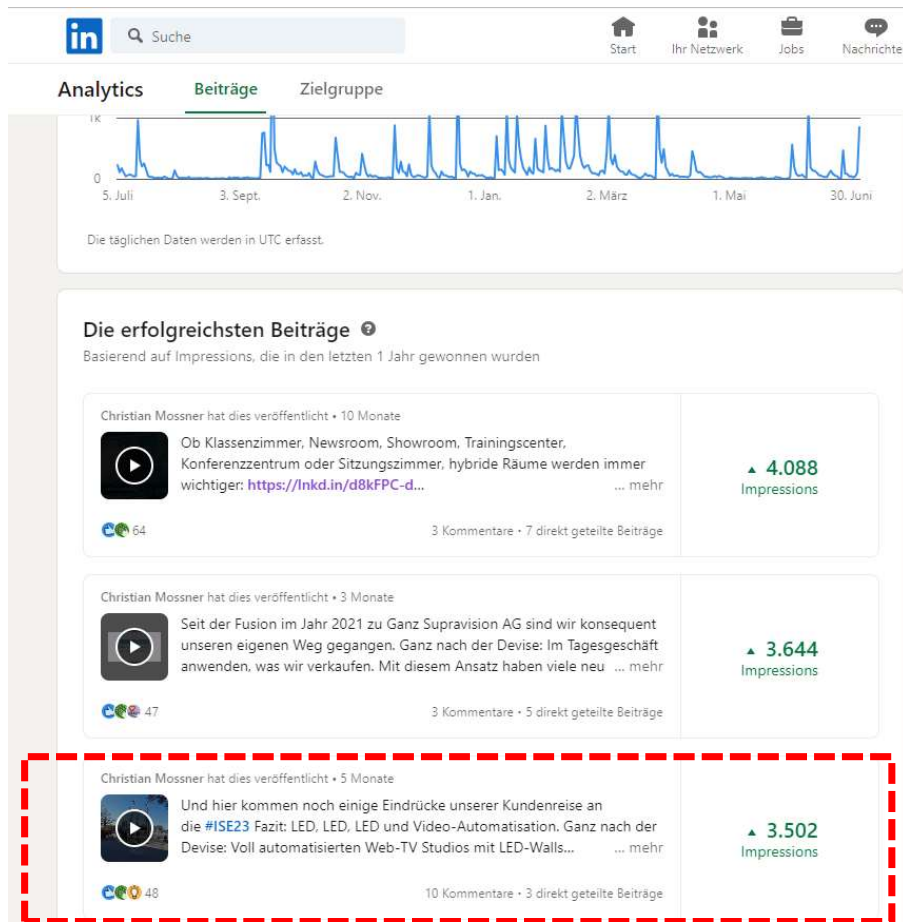 in
Suche
Start
Ihr Netzwerk
Jobs
Nachrichte
Analytics
Beiträge
Zielgruppe
1K
0
5. Juli
3. Sept.
2. Nov.
1. Jan.
2. März
1. Mai
30. Juni
Die täglichen Daten werden in UTC erfasst.
Die erfolgreichsten Beiträge ?
Basierend auf Impressions, die in den letzten 1 Jahr gewonnen wurden
Christian Mossner hat dies veröffentlicht • 10 Monate
Ob Klassenzimmer, Newsroom, Showroom, Trainingscenter,
Konferenzzentrum oder Sitzungszimmer, hybride Räume werden immer
wichtiger: https://lnkd.in/d8kFPC-d... ... mehr
64
3 Kommentare • 7 direkt geteilte Beiträge
▲ 4.088
Impressions
Christian Mossner hat dies veröffentlicht • 3 Monate
Seit der Fusion im Jahr 2021 zu Ganz Supravision AG sind wir konsequent
unseren eigenen Weg gegangen. Ganz nach der Devise: Im Tagesgeschäft
anwenden, was wir verkaufen. Mit diesem Ansatz haben viele neu ... mehr
47
3 Kommentare • 5 direkt geteilte Beiträge
▲ 3.644
Impressions
Christian Mossner hat dies veröffentlicht • 5 Monate
Und hier kommen noch einige Eindrücke unserer Kundenreise an
die #ISE23 Fazit: LED, LED, LED und Video-Automatisation. Ganz nach der
Devise: Voll automatisierten Web-TV Studios mit LED-Walls... ... mehr
48
10 Kommentare • 3 direkt geteilte Beiträge
▲ 3.502
Impressions